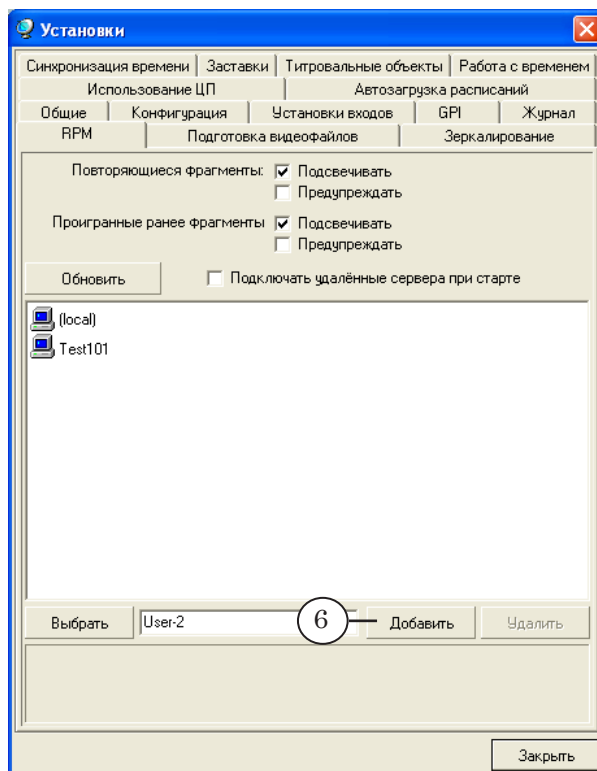 Установки
Синхронизация времени Заставки Титровальные объекты Работа с временем
Использование ЦП Автозагрузка расписаний
Общие Конфигурация Установки входов GPI Журнал
RPM Подготовка видеофайлов Зеркалирование
Повторяющиеся фрагменты: Подсвечивать
Предупреждать
Проигранные ранее фрагменты Подсвечивать
Предупреждать
Обновить Подключать удалённые сервера при старте
(local)
Test101
Выбрать User-2 6 Добавить Удалить
Закрыть